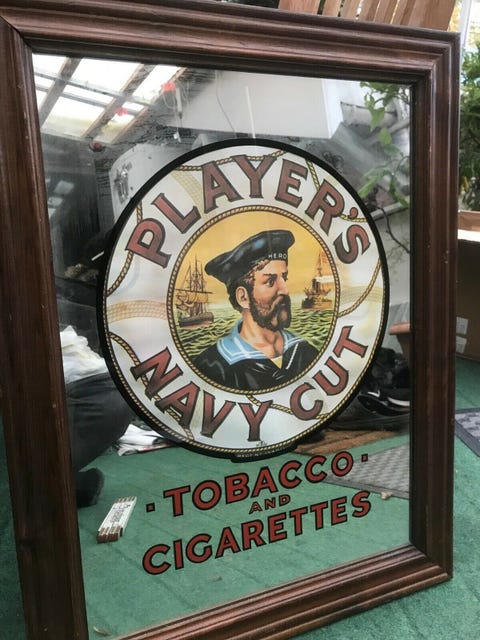 PLAYER'S
HERO
NAVY CUT
· TOBACCO ·
AND
CIGARETTES